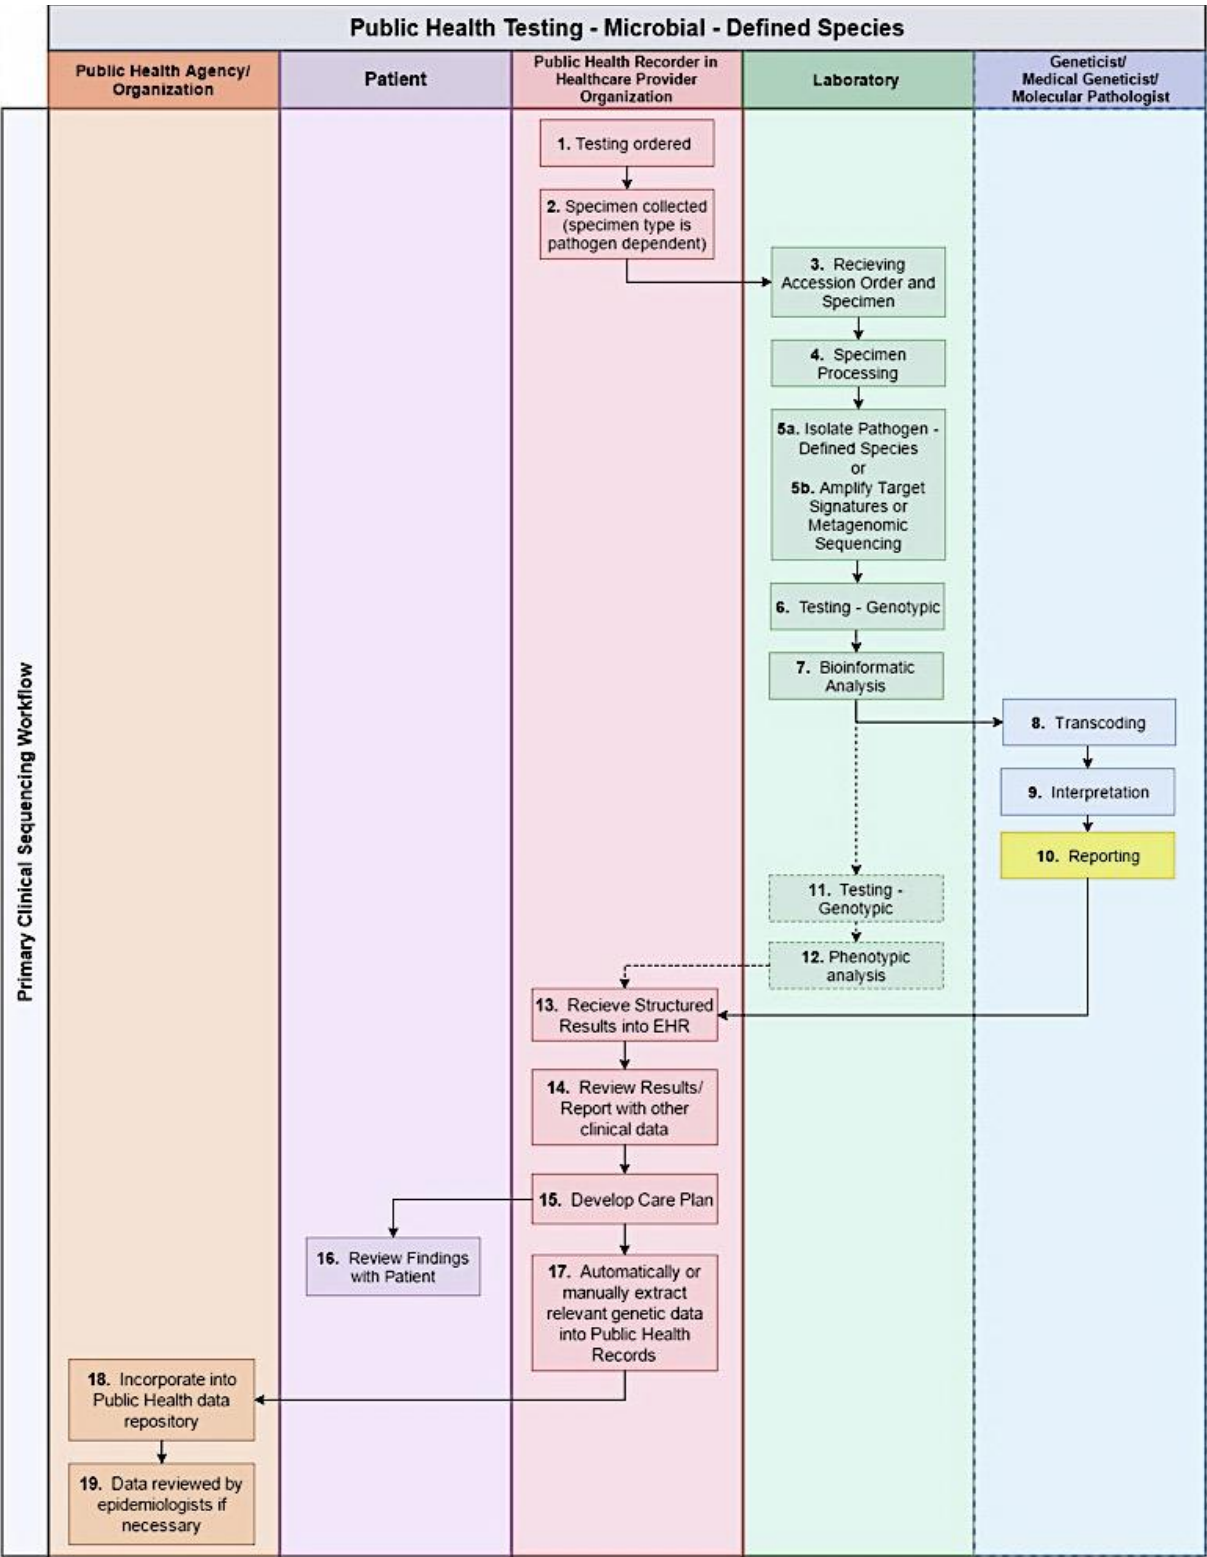 Public Health Testing - Microbial - Defined Species
Public Health Agency/
Organization
Patient
Public Health Recorder in
Healthcare Provider
Organization
Laboratory
Geneticist/
Medical Geneticist/
Molecular Pathologist
Primary Clinical Sequencing Workflow
1. Testing ordered
2. Specimen collected
(specimen type is
pathogen dependent)
3. Recieving
Accession Order and
Specimen
4. Specimen
Processing
5a. Isolate Pathogen -
Defined Species
or
5b. Amplify Target
Signatures or
Metagenomic
Sequencing
6. Testing - Genotypic
7. Bioinformatic
Analysis
8. Transcoding
9. Interpretation
10. Reporting
11. Testing -
Genotypic
12. Phenotypic
analysis
13. Recieve Structured
Results into EHR
14. Review Results/
Report with other
clinical data
15. Develop Care Plan
16. Review Findings
with Patient
17. Automatically or
manually extract
relevant genetic data
into Public Health
Records
18. Incorporate into
Public Health data
repository
19. Data reviewed by
epidemiologists if
necessary